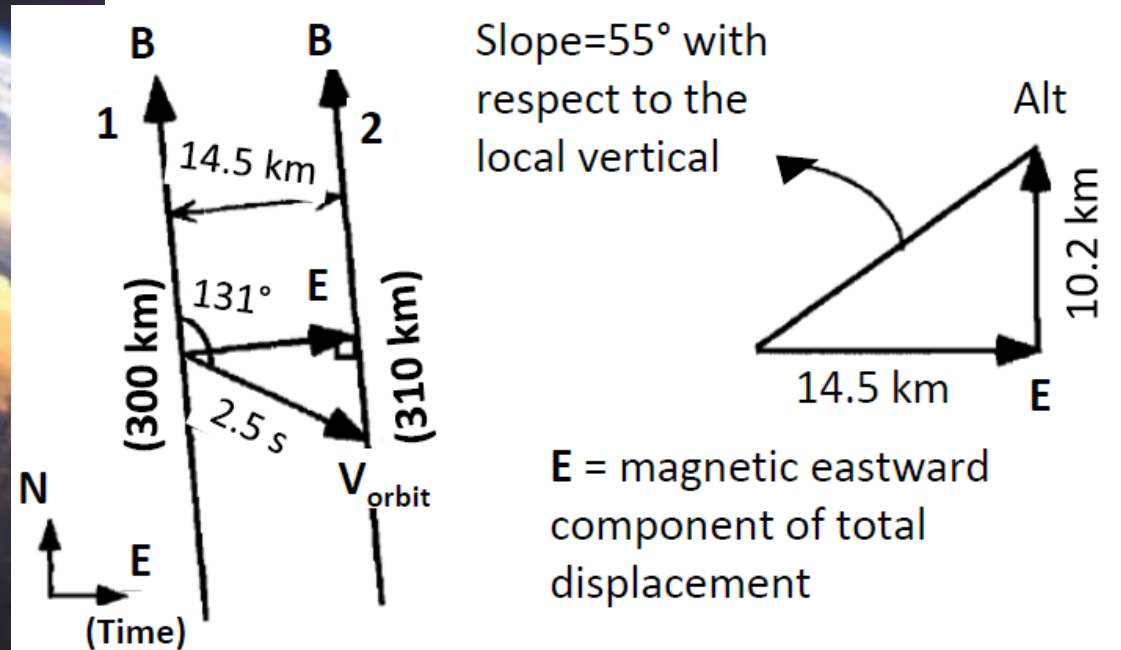 B
B
1
2
14.5 km
131°
E
(300 km)
(310 km)
2.5 s
V orbit
N
E
(Time)
Slope=55° with
respect to the
local vertical
Alt
10.2 km
14.5 km
E
E = magnetic eastward
component of total
displacement